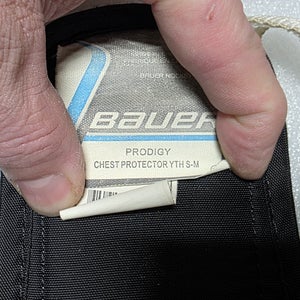 BAUER
PRODIGY
CHEST PROTECTOR YTH S-M